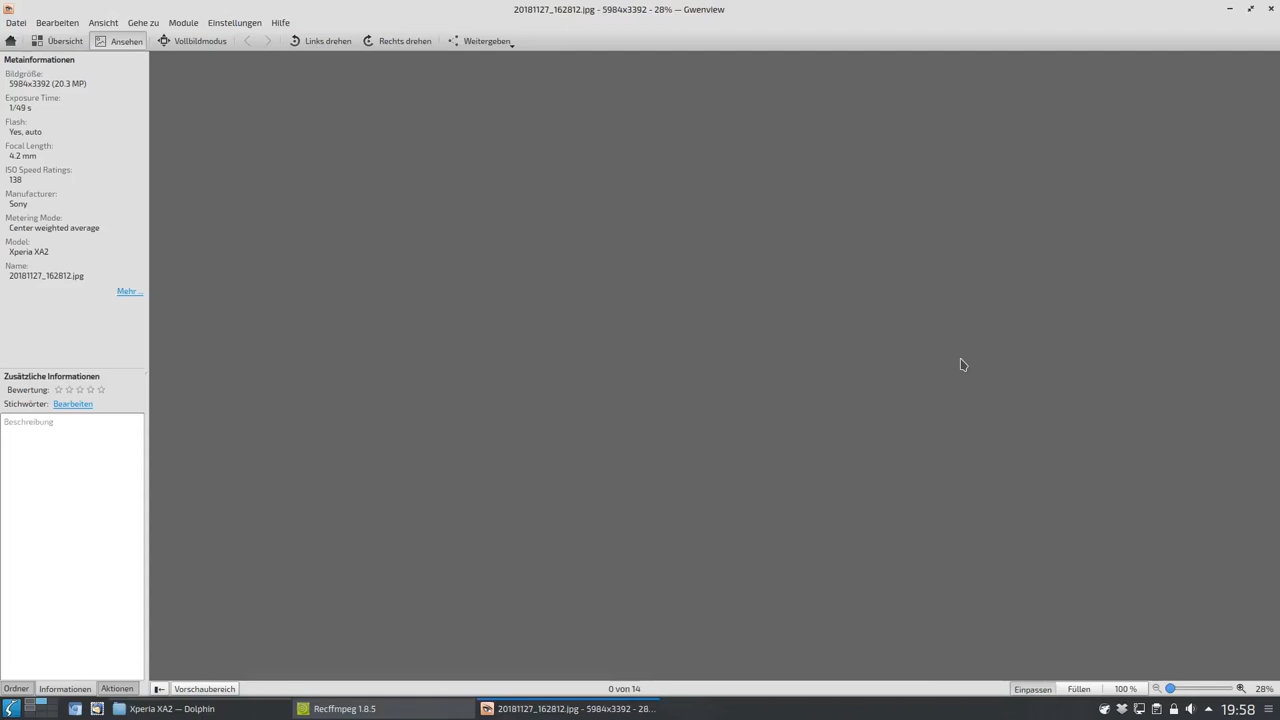 20181127_162812.jpg - 5984x3392 - 28% — Gwenview
Datei Bearbeiten Ansicht Gehe zu Module Einstellungen Hilfe
Übersicht Ansehen Vollbildmodus Links drehen Rechts drehen Weitergeben
Metainformationen
Bildgröße:
5984x3392 (20.3 MP)
Exposure Time:
1/49 s
Flash:
Yes, auto
Focal Length:
4.2 mm
ISO Speed Ratings:
138
Manufacturer:
Sony
Metering Mode:
Center weighted average
Model:
Xperia XA2
Name:
20181127_162812.jpg
Mehr ...
Zusätzliche Informationen
Bewertung:
Stichwörter: Bearbeiten
Beschreibung
Ordner Informationen Aktionen Vorschaubereich 0 von 14 Einpassen Füllen 100 % 28%
Xperia XA2 — Dolphin Recffmpeg 1.8.5 20181127_162812.jpg - 5984x3392 - 28... 19:58